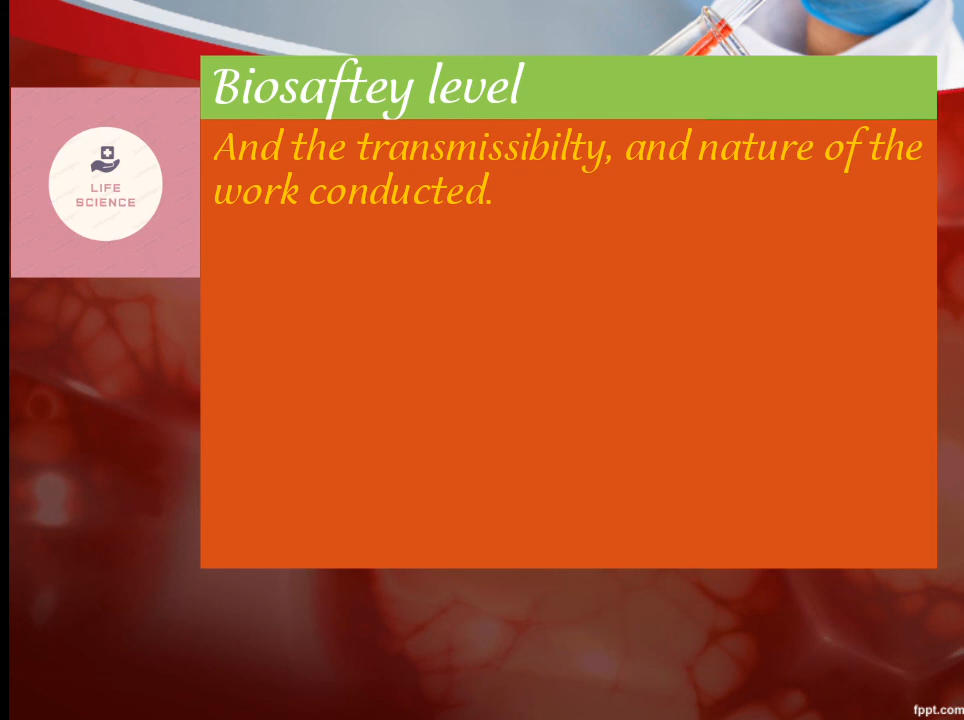 Biosaftey level
And the transmissibilty, and nature of the
work conducted.
LIFE
SCIENCE
fppt.com